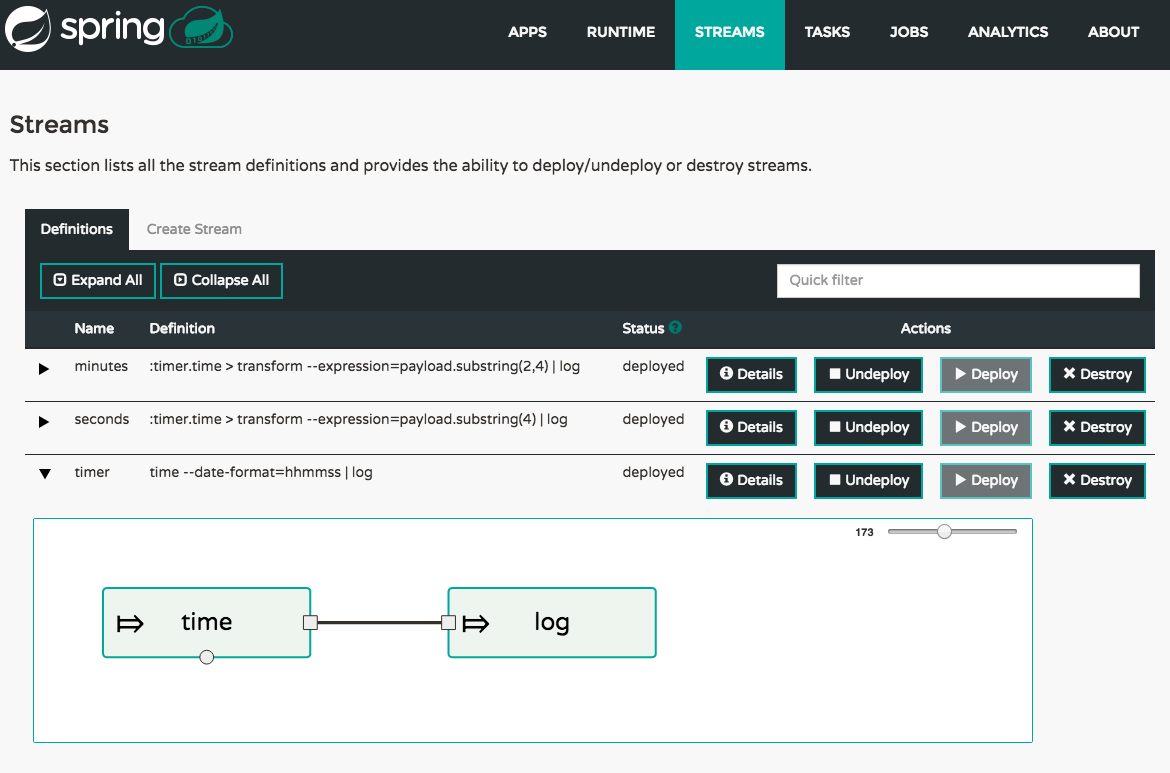 spring
APPS RUNTIME STREAMS TASKS JOBS ANALYTICS ABOUT
Streams
This section lists all the stream definitions and provides the ability to deploy/undeploy or destroy streams.
Definitions Create Stream
Expand All Collapse All Quick filter
Name Definition Status ? Actions
minutes :timer.time > transform --expression=payload.substring(2,4) | log deployed Details Undeploy Deploy Destroy
seconds :timer.time > transform --expression=payload.substring(4) | log deployed Details Undeploy Deploy Destroy
timer time --date-format=hhmmss | log deployed Details Undeploy Deploy Destroy
173
time log